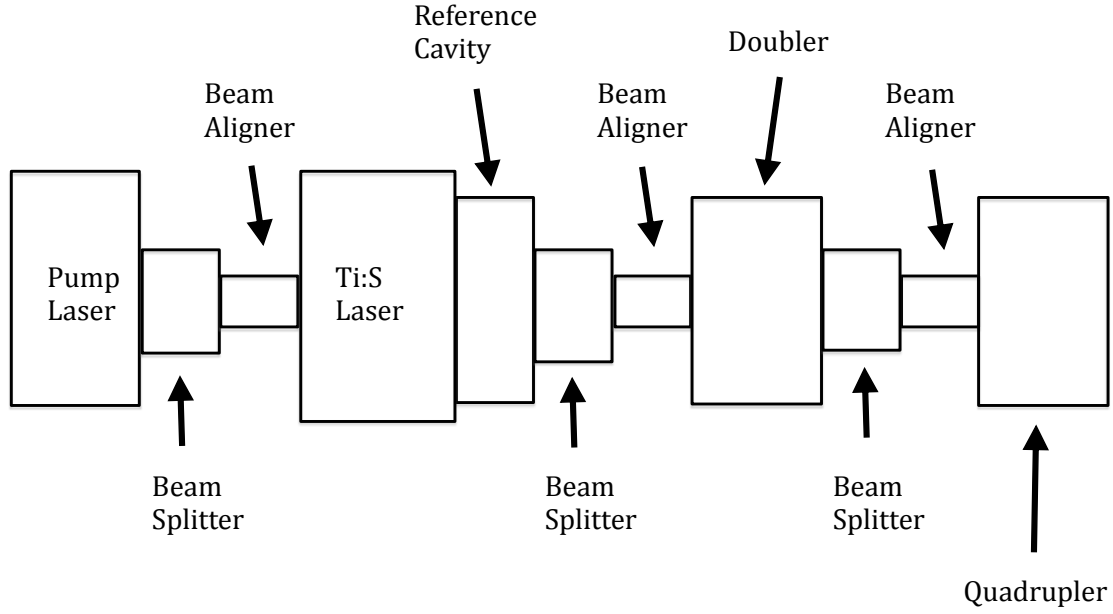 Reference
Cavity
Doubler
Beam
Aligner
Beam
Aligner
Beam
Aligner
Pump
Laser
Ti:S
Laser
Beam
Splitter
Beam
Splitter
Beam
Splitter
Quadrupler